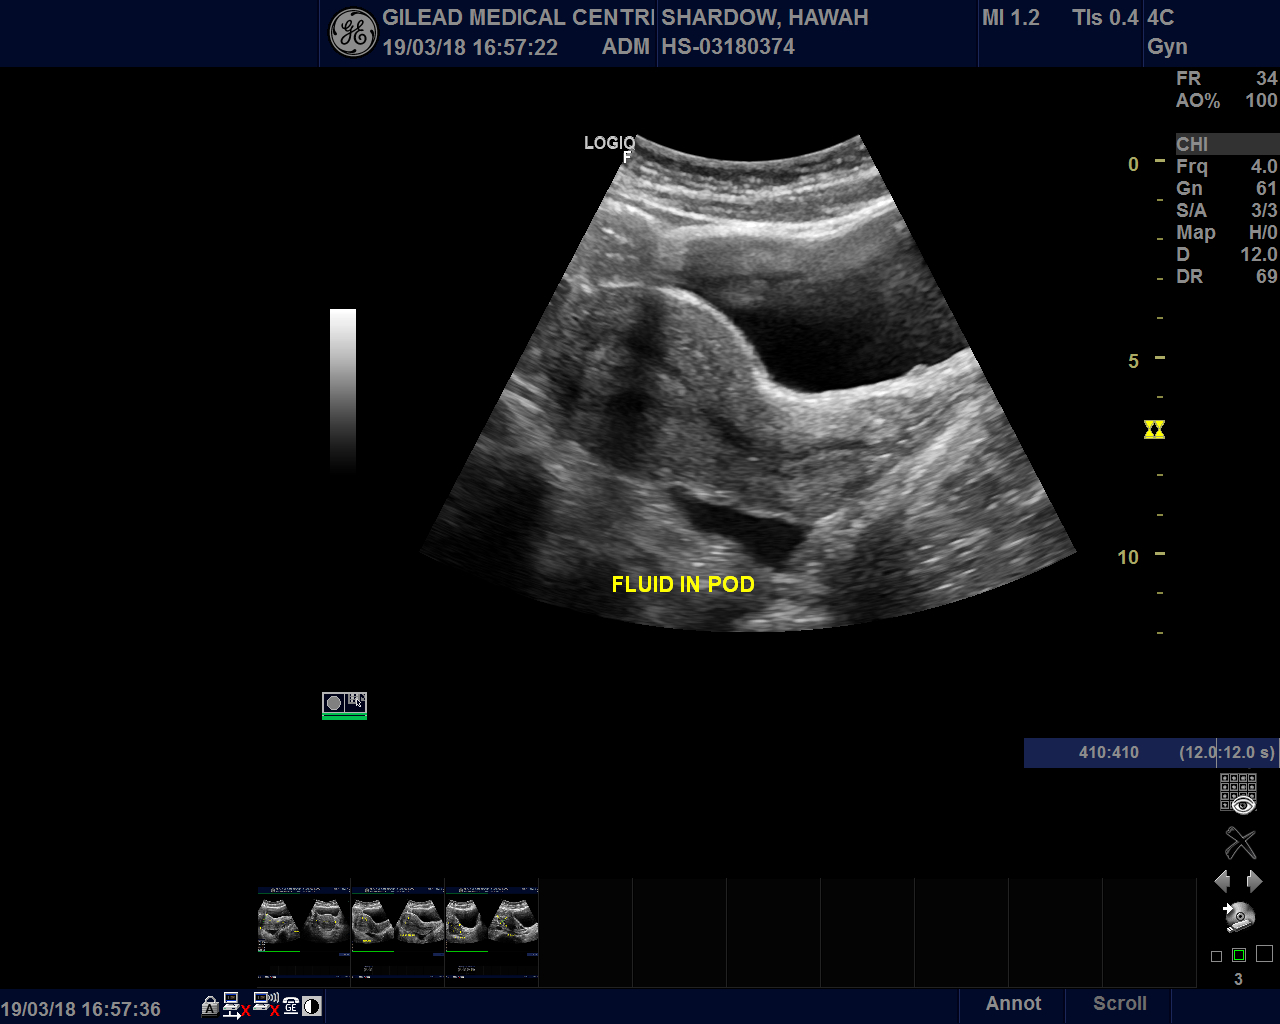 GILEAD MEDICAL CENTR
SHARDOW, HAWAH
MI 1.2
TIs 0.4
4C
19/03/18 16:57:22
ADM
HS-03180374
Gyn
FR 34
AO% 100
CHI
Frq 4.0
Gn 61
S/A 3/3
Map H/0
D 12.0
DR 69
LOGIQ
F
0
5
10
FLUID IN POD
410:410 (12.0:12.0 s)
3
19/03/18 16:57:36
Annot
Scroll